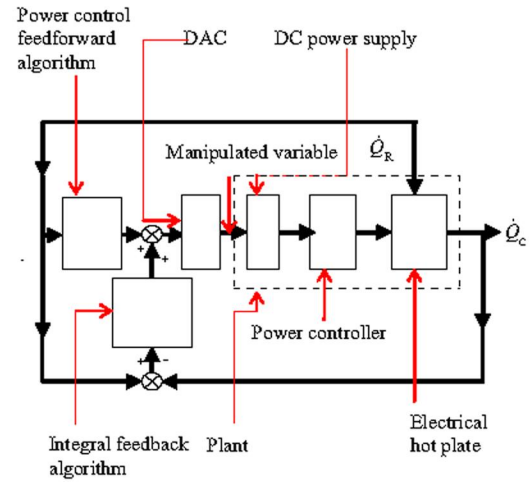 Power control
feedforward
algorithm
DAC
DC power supply
Manipulated variable
Q̇R
Q̇C
+ +
+ -
Power controller
Integral feedback
algorithm
Plant
Electrical
hot plate